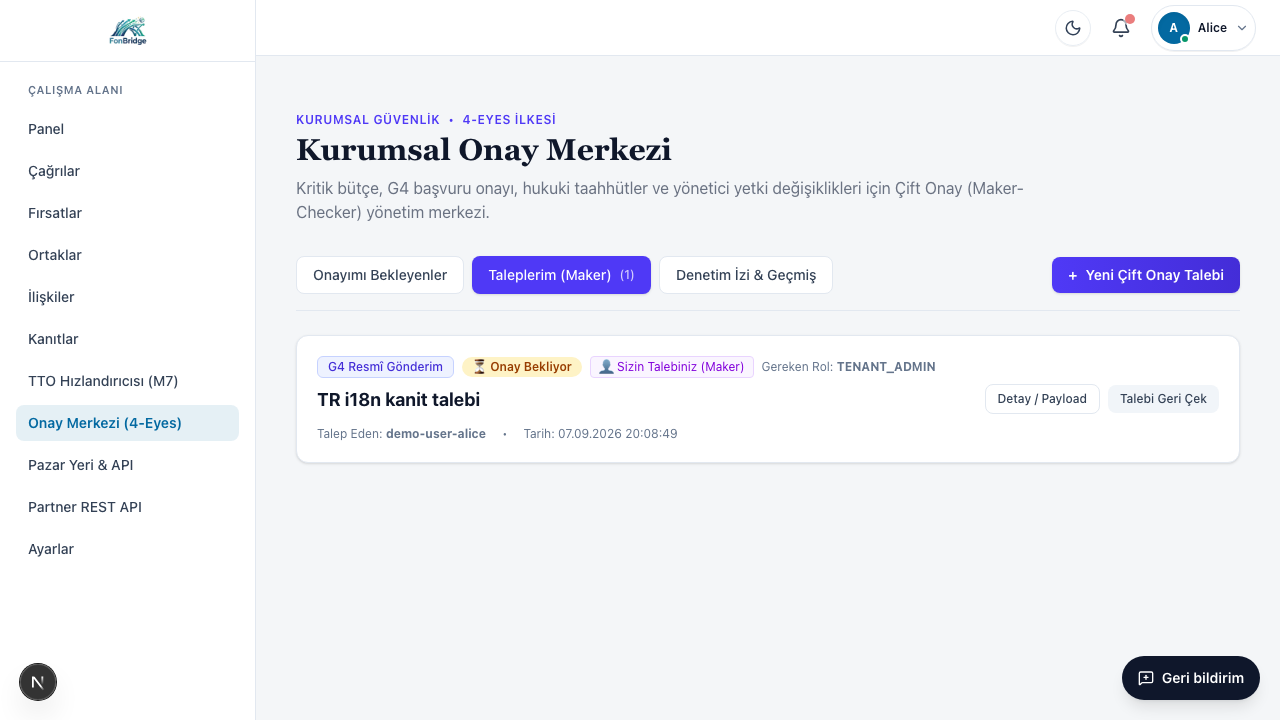 FonBridge
ÇALIŞMA ALANI
Panel
Çağrılar
Fırsatlar
Ortaklar
İlişkiler
Kanıtlar
TTO Hızlandırıcısı (M7)
Onay Merkezi (4-Eyes)
Pazar Yeri & API
Partner REST API
Ayarlar
N
A Alice
KURUMSAL GÜVENLİK • 4-EYES İLKESİ
Kurumsal Onay Merkezi
Kritik bütçe, G4 başvuru onayı, hukuki taahhütler ve yönetici yetki değişiklikleri için Çift Onay (Maker-
Checker) yönetim merkezi.
Onayımı Bekleyenler Taleplerim (Maker) (1) Denetim İzi & Geçmiş + Yeni Çift Onay Talebi
G4 Resmî Gönderim ⏳ Onay Bekliyor 👤 Sizin Talebiniz (Maker) Gereken Rol: TENANT_ADMIN
TR i18n kanit talebi
Detay / Payload Talebi Geri Çek
Talep Eden: demo-user-alice • Tarih: 07.09.2026 20:08:49
Geri bildirim